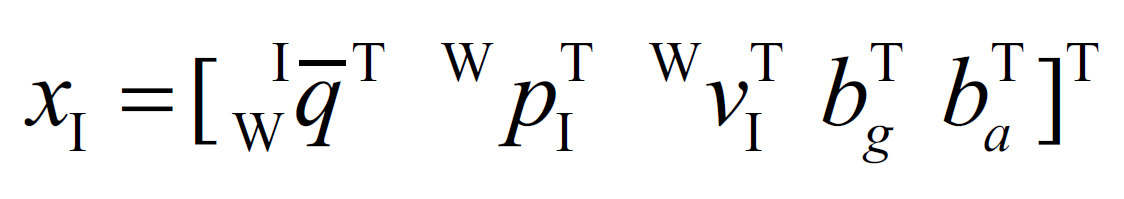 x_I = [ ^I_W q̅^T ^W p_I^T ^W v_I^T b_g^T b_a^T ]^T